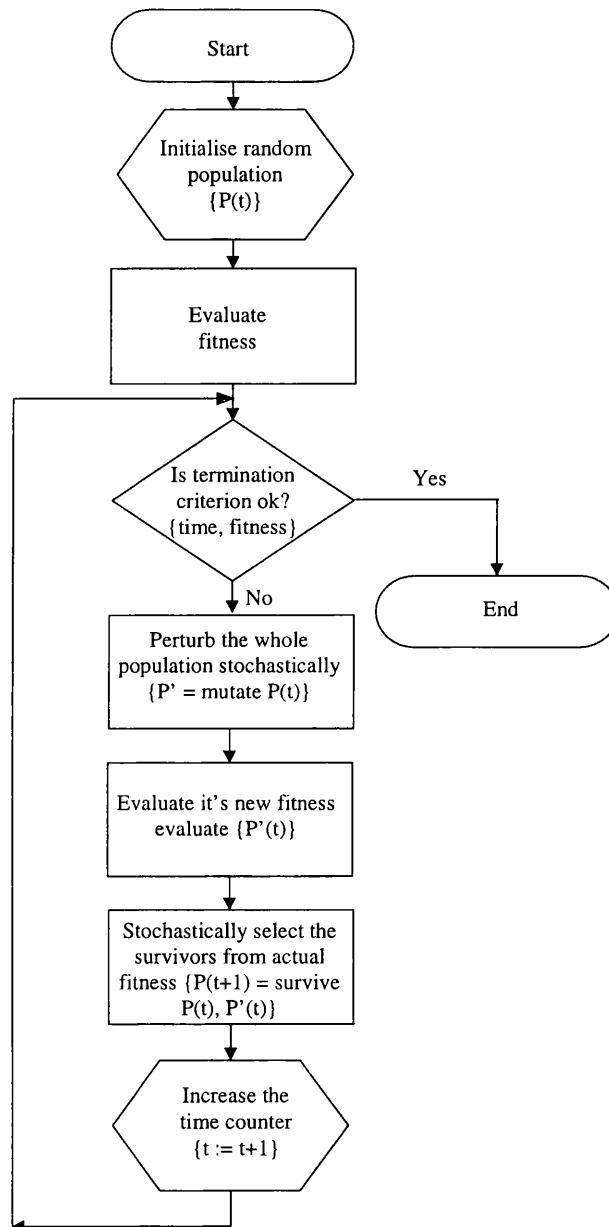 Start
Initialise random
population
{P(t)}
Evaluate
fitness
Is termination
criterion ok?
{time, fitness}
Yes
No
End
Perturb the whole
population stochastically
{P' = mutate P(t)}
Evaluate it's new fitness
evaluate {P'(t)}
Stochastically select the
survivors from actual
fitness {P(t+1) = survive
P(t), P'(t)}
Increase the
time counter
{t := t+1}